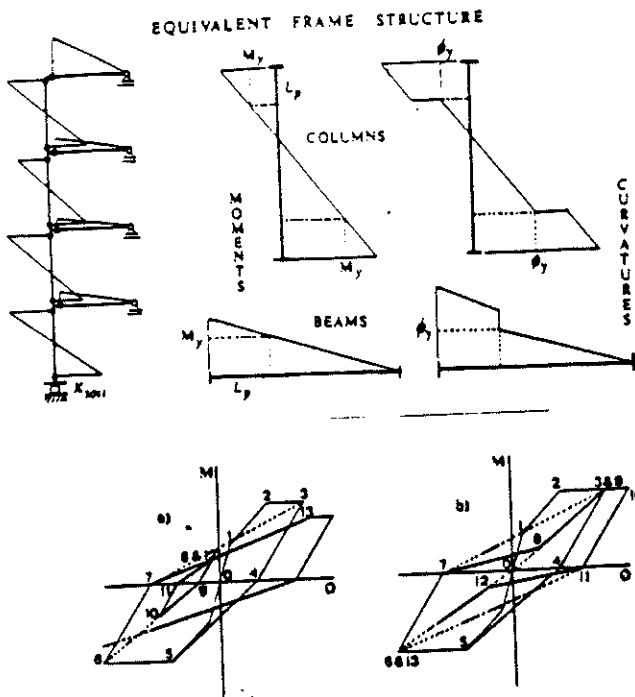 EQUIVALENT FRAME STRUCTURE
My
Lp
ϕy
COLUMNS
MOMENTS
CURVATURES
My
ϕy
BEAMS
My
Lp
ϕy
M
a)
2
3
1
13
7
11
9
0
4
10
6
5
M
b)
2
3&9
1
8
7
12
4
11
6&13
5